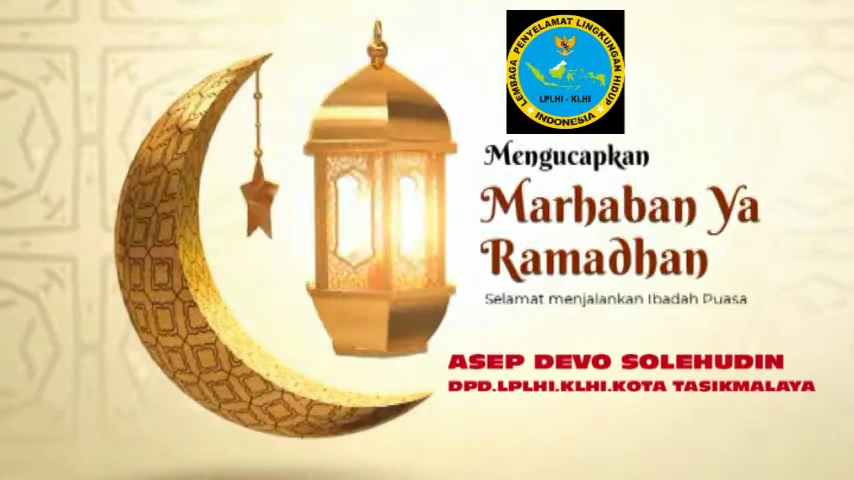 LEMBAGA PENYELAMAT LINGKUNGAN HIDUP
LPLHI - KLHI
INDONESIA
Mengucapkan
Marhaban Ya
Ramadhan
Selamat menjalankan Ibadah Puasa
ASEP DEVO SOLEHUDIN
DPD.LPLHI.KLHI.KOTA TASIKMALAYA